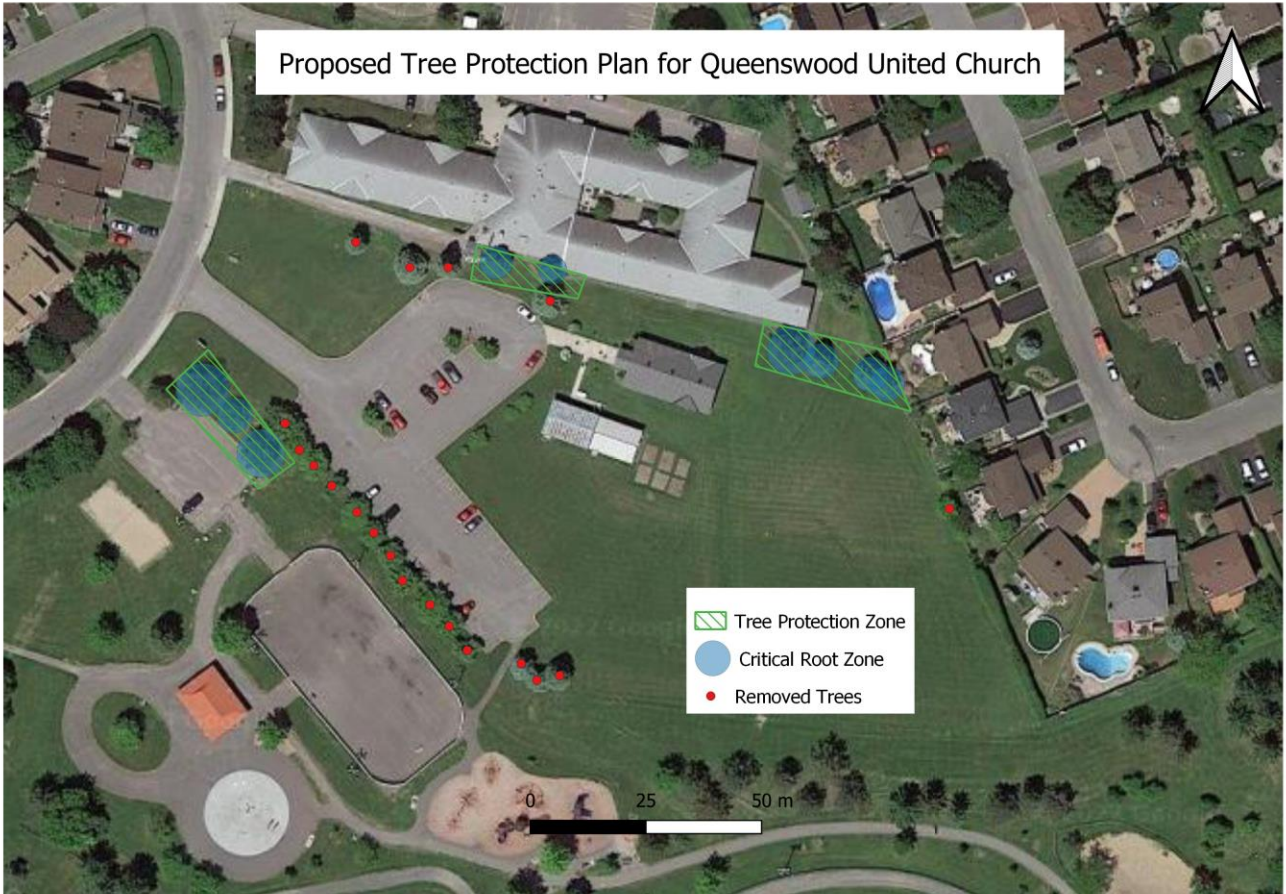 Proposed Tree Protection Plan for Queenswood United Church
Tree Protection Zone
Critical Root Zone
Removed Trees
0 25 50 m